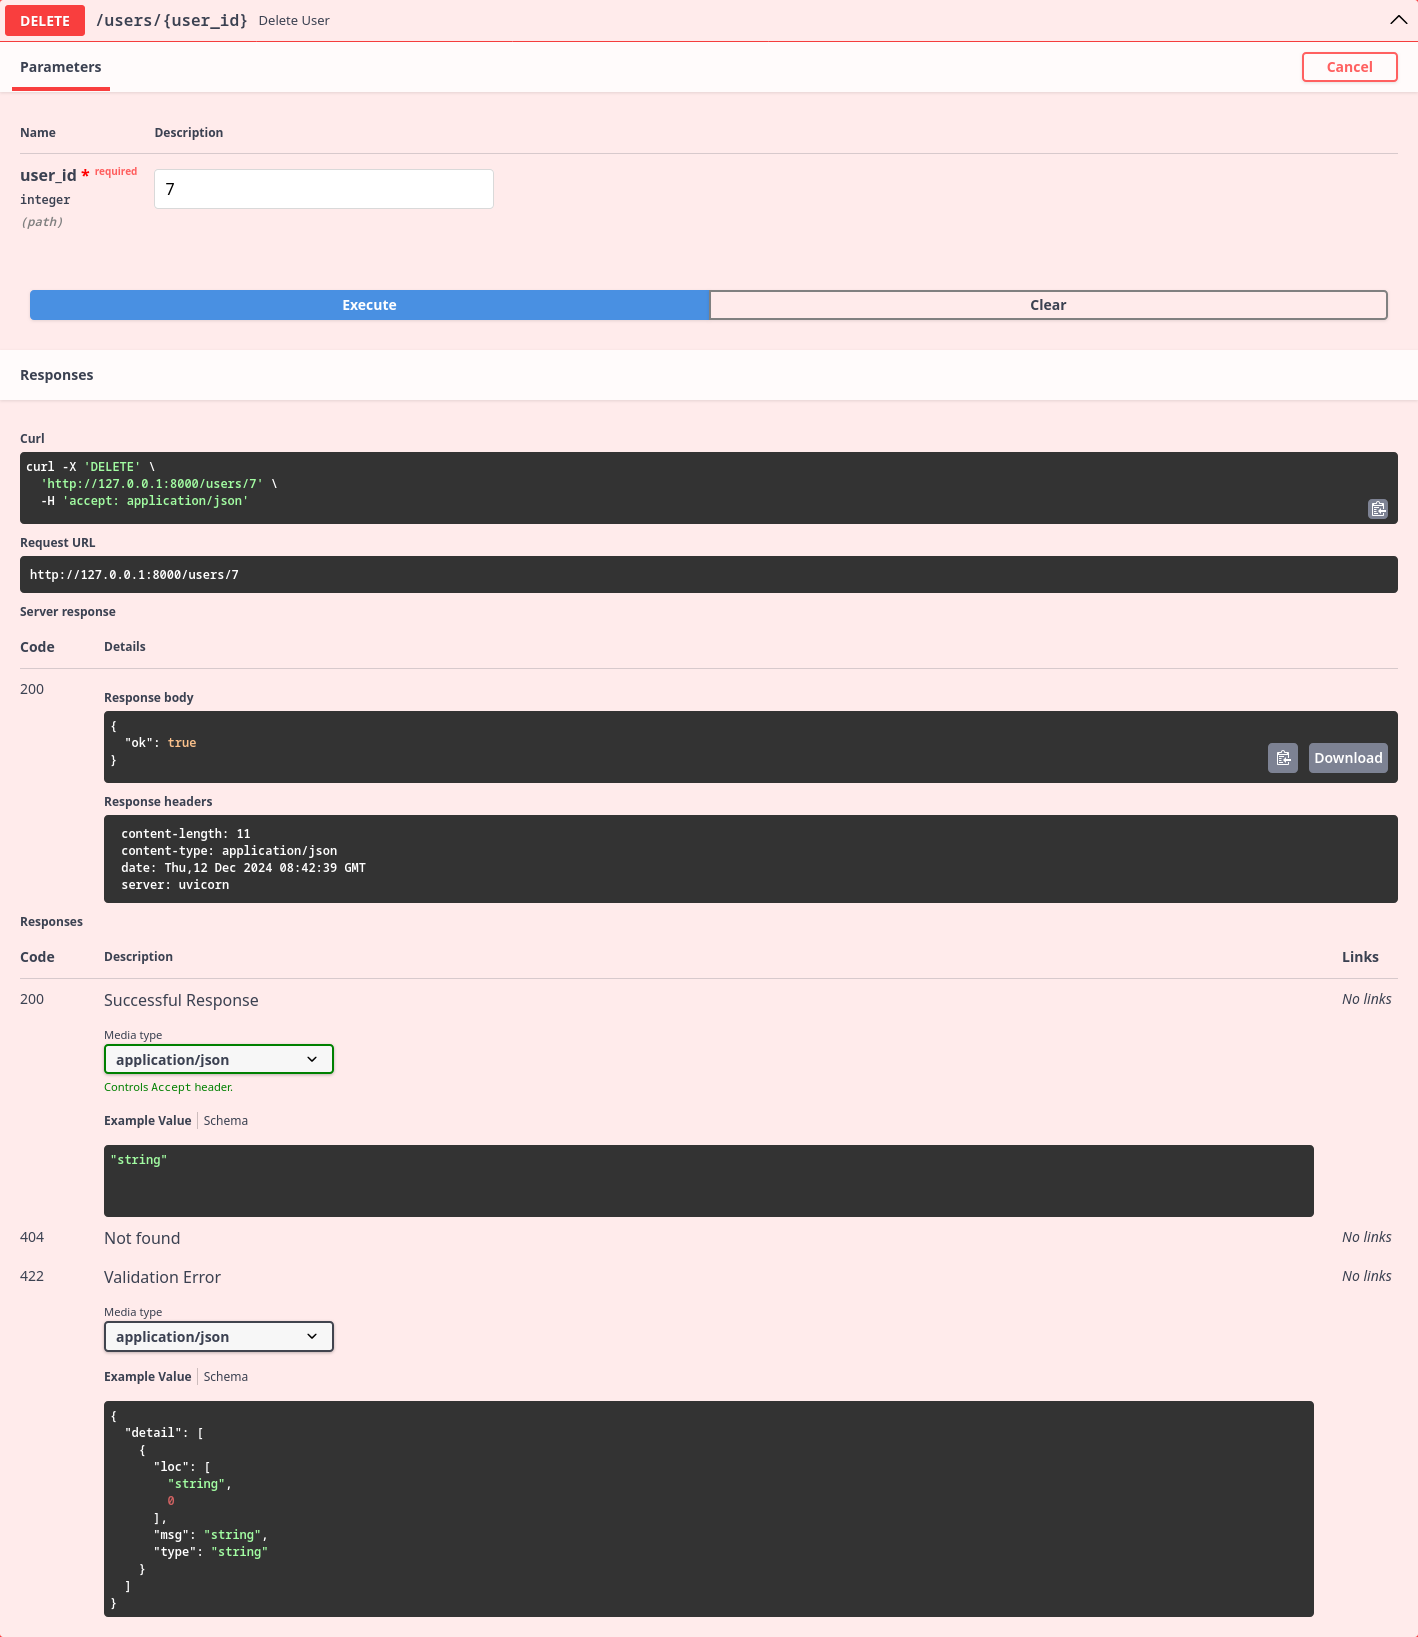 DELETE /users/{user_id} Delete User
Parameters Cancel
Name Description
user_id * required 7
integer
(path)
Execute Clear
Responses
Curl
curl -X 'DELETE' \
  'http://127.0.0.1:8000/users/7' \
  -H 'accept: application/json'
Request URL
http://127.0.0.1:8000/users/7
Server response
Code Details
200
Response body
{
  "ok": true
}
Download
Response headers
content-length: 11
content-type: application/json
date: Thu,12 Dec 2024 08:42:39 GMT
server: uvicorn
Responses
Code Description Links
200 Successful Response No links
Media type
application/json
Controls Accept header.
Example Value Schema
"string"
404 Not found No links
422 Validation Error No links
Media type
application/json
Example Value Schema
{
  "detail": [
    {
      "loc": [
        "string",
        0
      ],
      "msg": "string",
      "type": "string"
    }
  ]
}